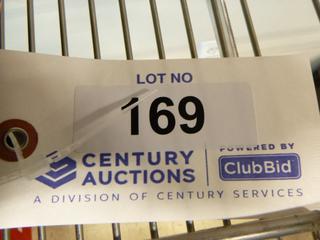 LOT NO
169
CENTURY
AUCTIONS
POWERED BY
ClubBid
A DIVISION OF CENTURY SERVICES